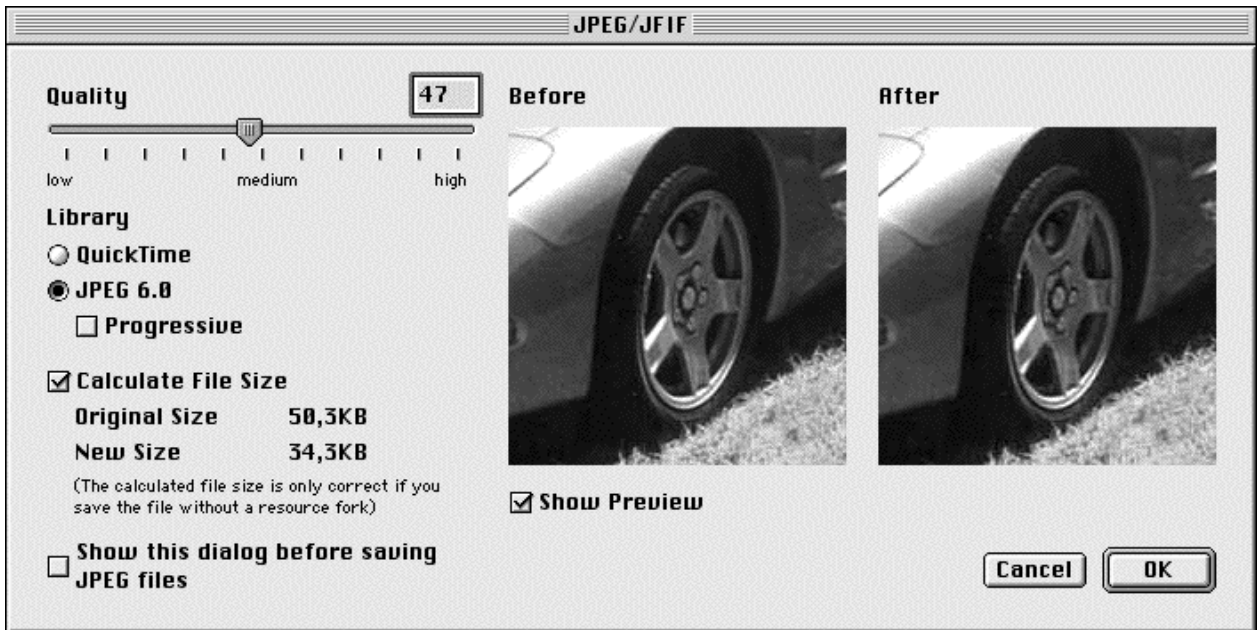 JPEG/JFIF
Quality
47
low medium high
Library
QuickTime
JPEG 6.0
Progressive
Calculate File Size
Original Size 50,3KB
New Size 34,3KB
(The calculated file size is only correct if you
save the file without a resource fork)
Show this dialog before saving
JPEG files
Before
After
Show Preview
Cancel
OK